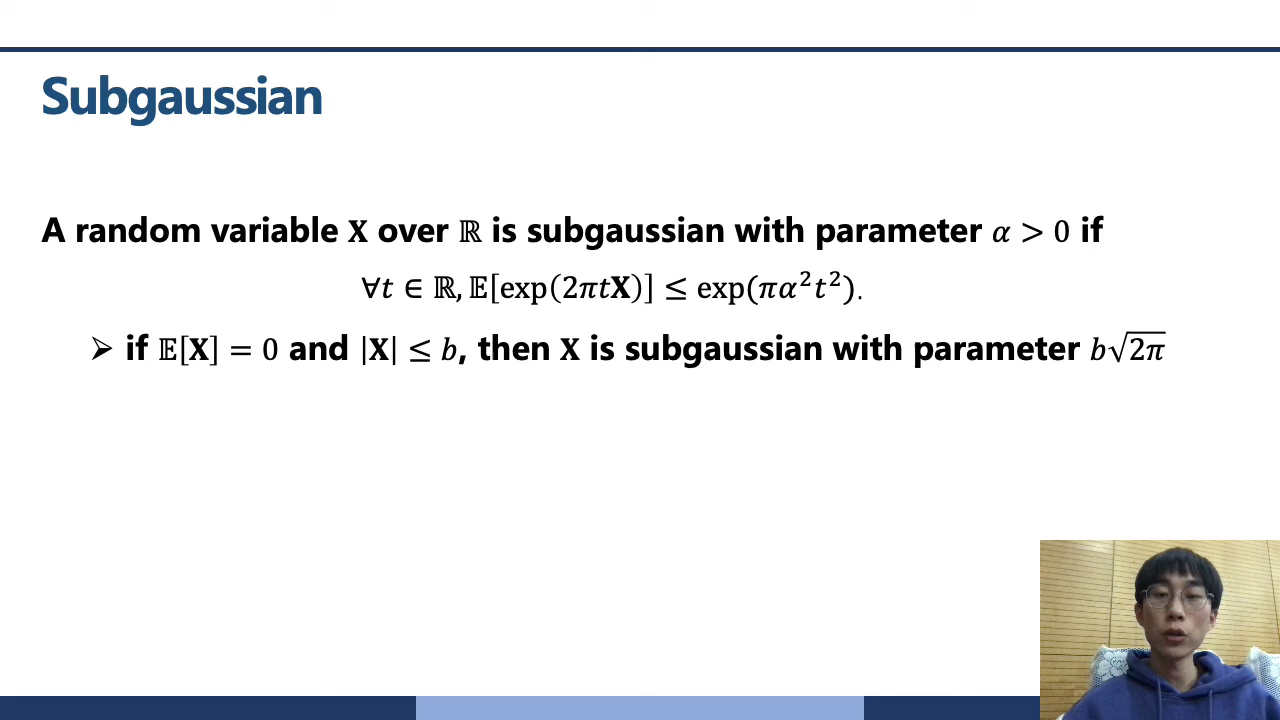 Subgaussian
A random variable 𝐗 over ℝ is subgaussian with parameter 𝛼 > 0 if
∀𝑡 ∈ ℝ, 𝔼[exp(2𝜋𝑡𝐗)] ≤ exp(𝜋𝛼²𝑡²).
➢ if 𝔼[𝐗] = 0 and |𝐗| ≤ 𝑏, then 𝐗 is subgaussian with parameter 𝑏√2𝜋